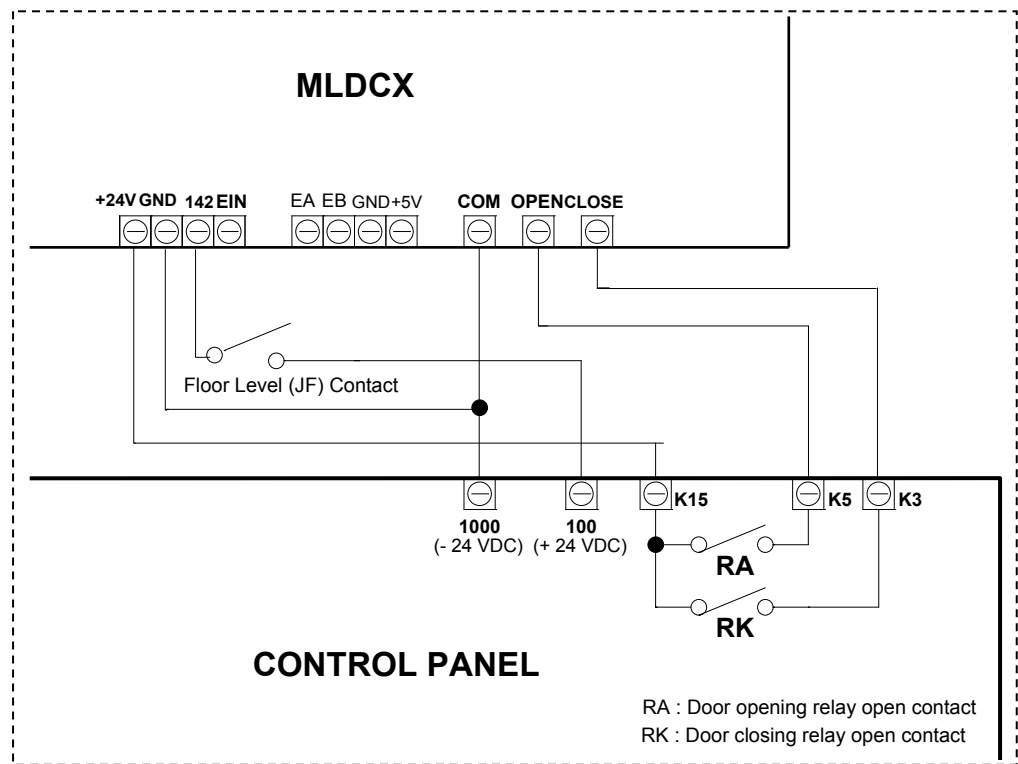 MLDCX
+24V GND 142 EIN EA EB GND +5V COM OPEN CLOSE
Floor Level (JF) Contact
K15 K5 K3
1000 100
(- 24 VDC) (+ 24 VDC)
RA
RK
CONTROL PANEL
RA : Door opening relay open contact
RK : Door closing relay open contact